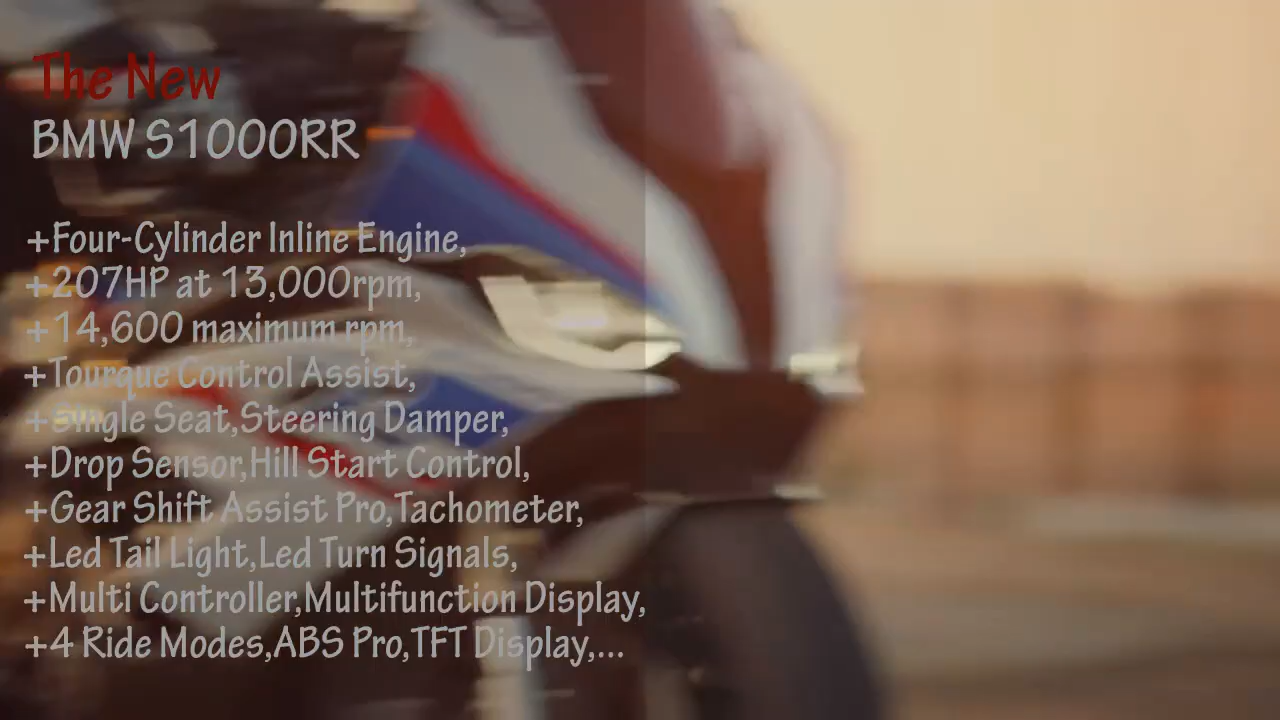 The New
BMW S1000RR
+Four-Cylinder Inline Engine,
+207HP at 13,000rpm,
+14,600 maximum rpm,
+Tourque Control Assist,
+Single Seat,Steering Damper,
+Drop Sensor,Hill Start Control,
+Gear Shift Assist Pro,Tachometer,
+Led Tail Light,Led Turn Signals,
+Multi Controller,Multifunction Display,
+4 Ride Modes,ABS Pro,TFT Display,...